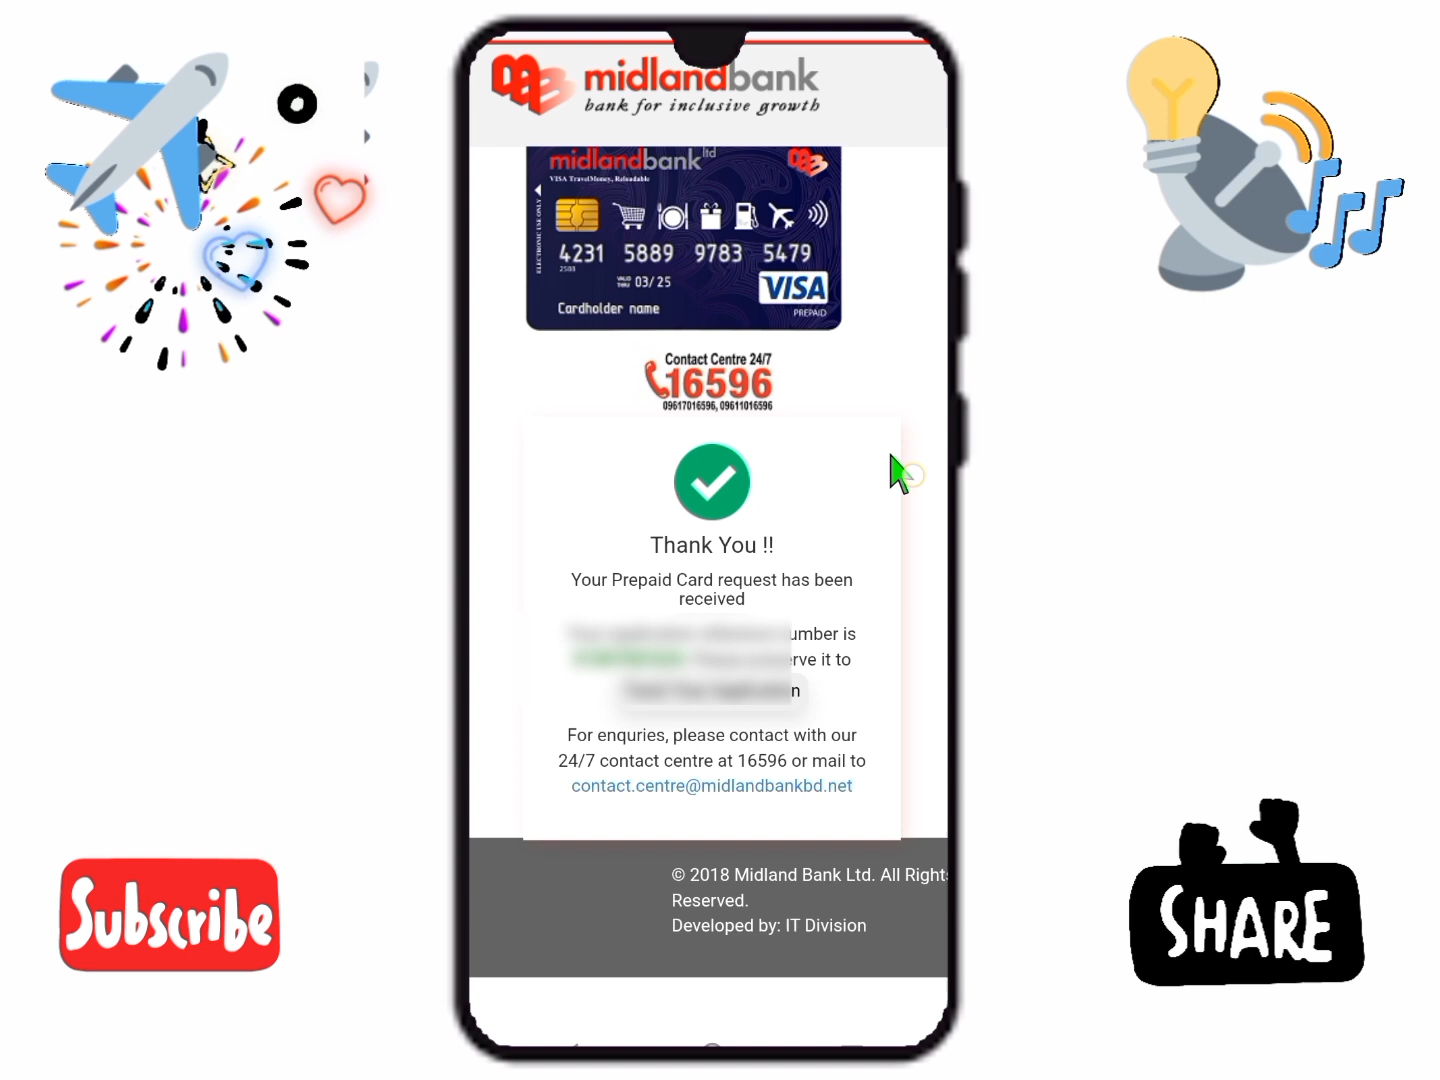 midlandbank
bank for inclusive growth
midlandbank ltd
VISA TravelMoney, Reloadable
ELECTRONIC USE ONLY
4231 5889 9783 5479
2503
VALID THRU 03/25
VISA
Cardholder name
PREPAID
Contact Centre 24/7
16596
09617016596, 09611016596
Thank You !!
Your Prepaid Card request has been
received
number is
it to
For enquries, please contact with our
24/7 contact centre at 16596 or mail to
contact.centre@midlandbankbd.net
© 2018 Midland Bank Ltd. All Rights
Reserved.
Developed by: IT Division
Subscribe
SHARE